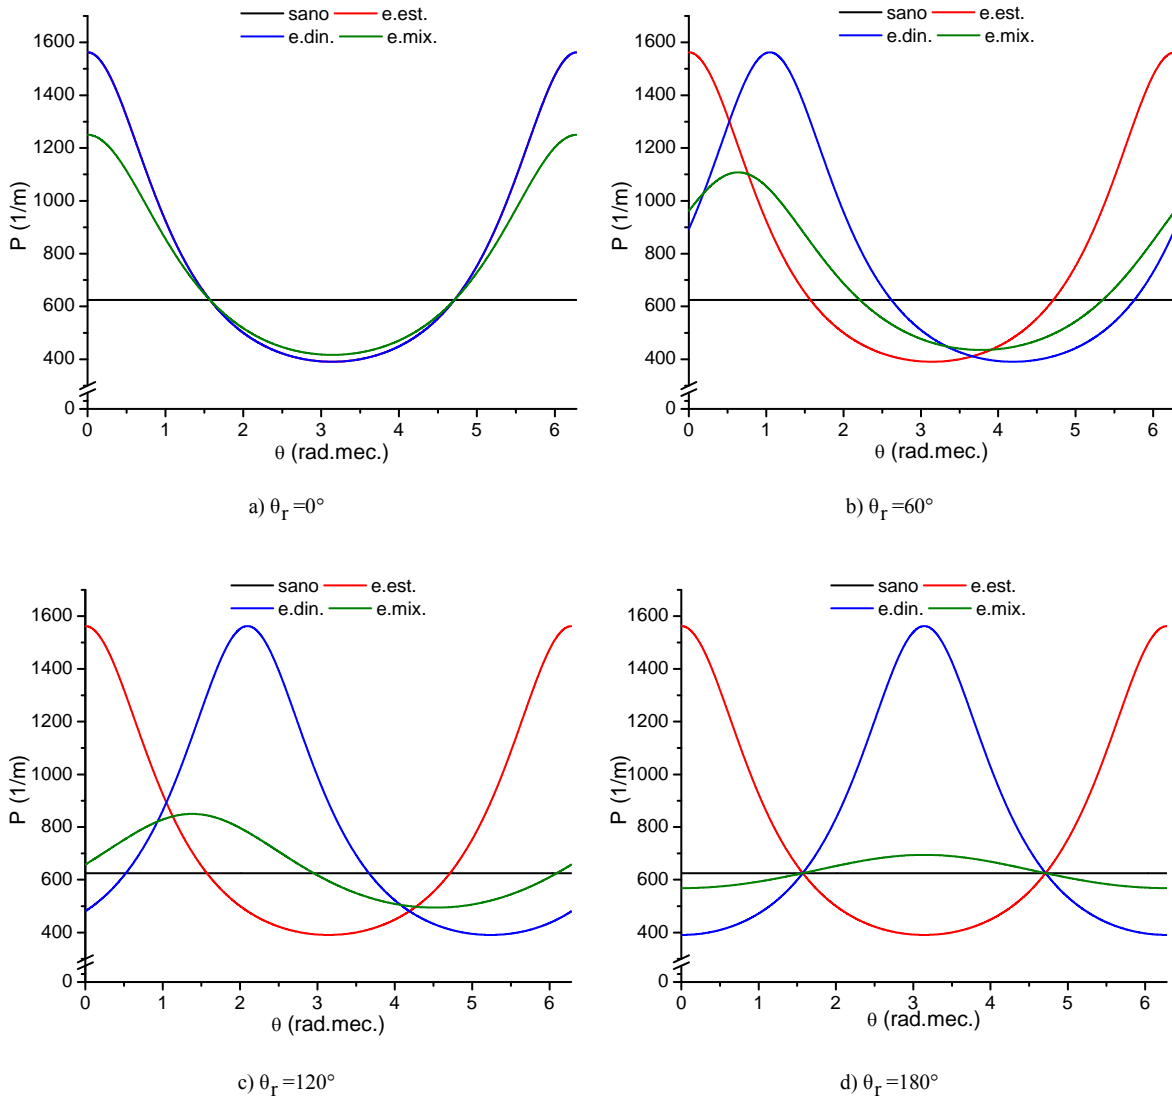 sano e.est.
e.din. e.mix.
1600
1400
1200
1000
800
600
400
0
P (1/m)
0 1 2 3 4 5 6
θ (rad.mec.)
a) θr =0°
sano e.est.
e.din. e.mix.
1600
1400
1200
1000
800
600
400
0
P (1/m)
0 1 2 3 4 5 6
θ (rad.mec.)
b) θr =60°
sano e.est.
e.din. e.mix.
1600
1400
1200
1000
800
600
400
0
P (1/m)
0 1 2 3 4 5 6
θ (rad.mec.)
c) θr =120°
sano e.est.
e.din. e.mix.
1600
1400
1200
1000
800
600
400
0
P (1/m)
0 1 2 3 4 5 6
θ (rad.mec.)
d) θr =180°